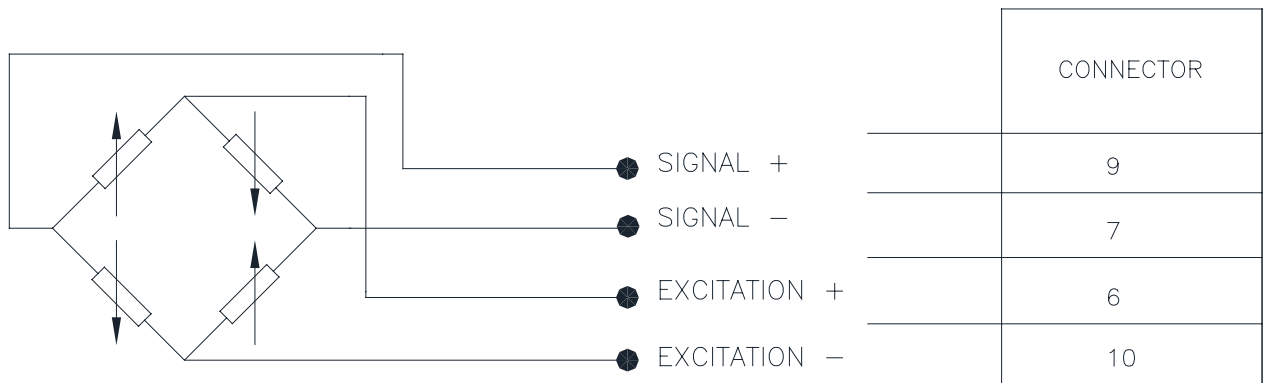 CONNECTOR
SIGNAL + 9
SIGNAL - 7
EXCITATION + 6
EXCITATION - 10